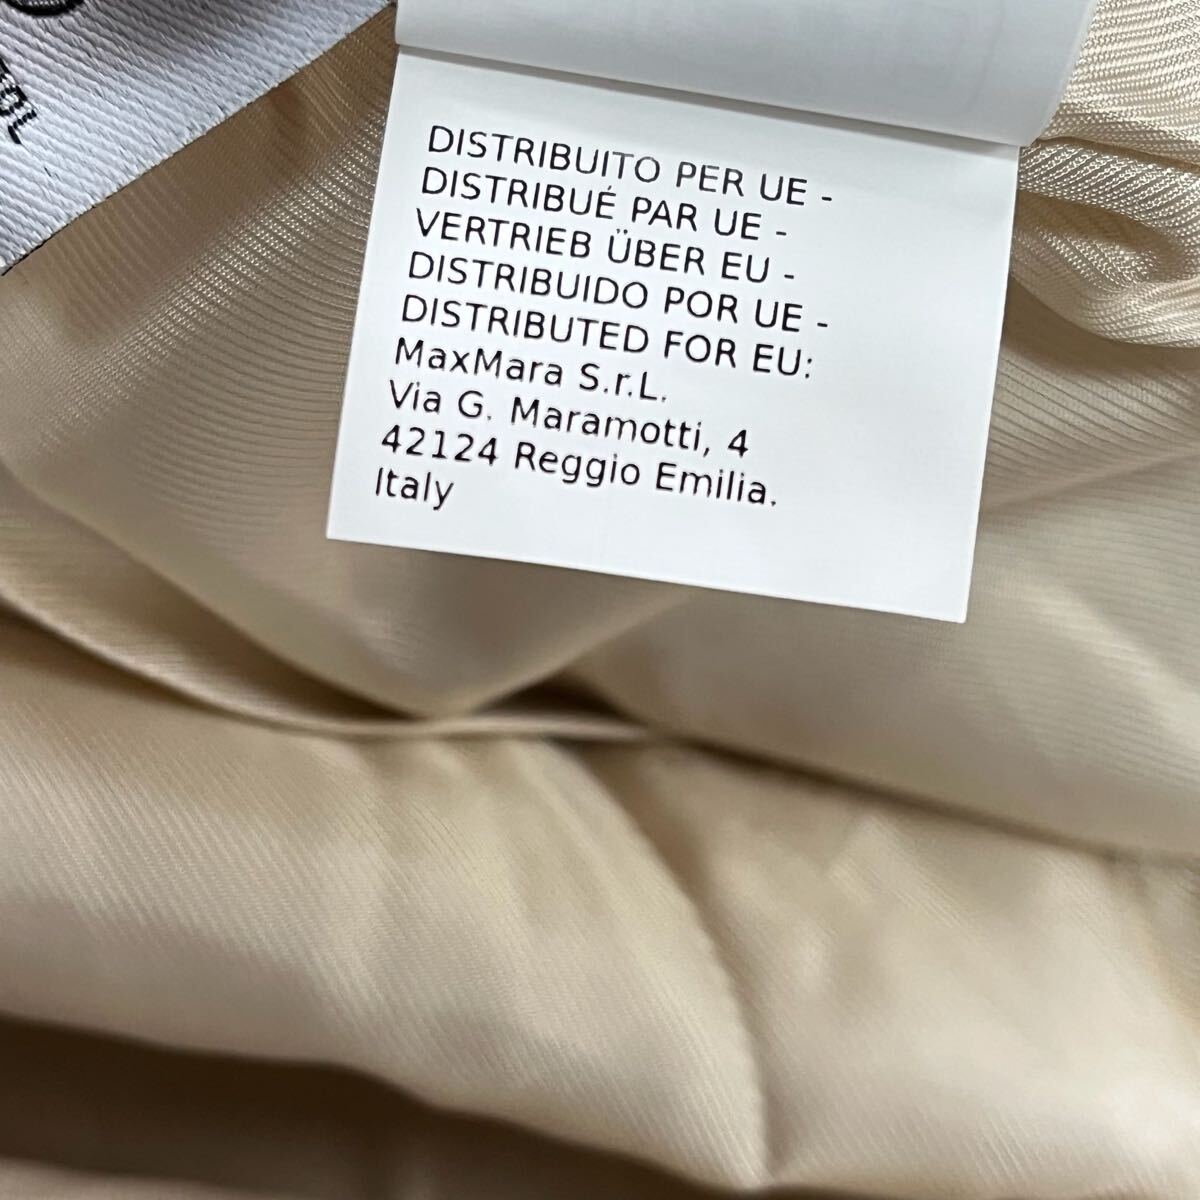 DISTRIBUITO PER UE -
DISTRIBUÉ PAR UE -
VERTRIEB ÜBER EU -
DISTRIBUIDO POR UE -
DISTRIBUTED FOR EU:
MaxMara S.r.L.
Via G. Maramotti, 4
42124 Reggio Emilia.
Italy